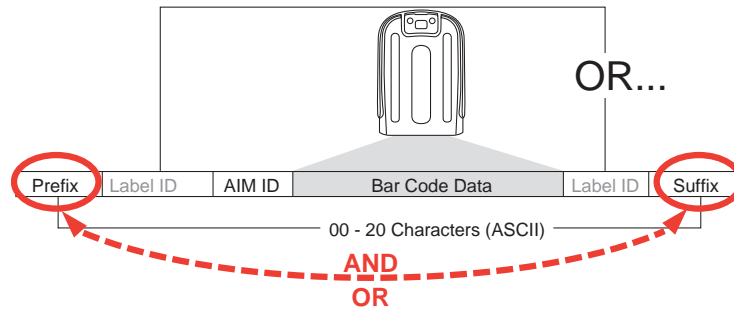 OR...
Prefix Label ID AIM ID Bar Code Data Label ID Suffix
00 - 20 Characters (ASCII)
AND
OR